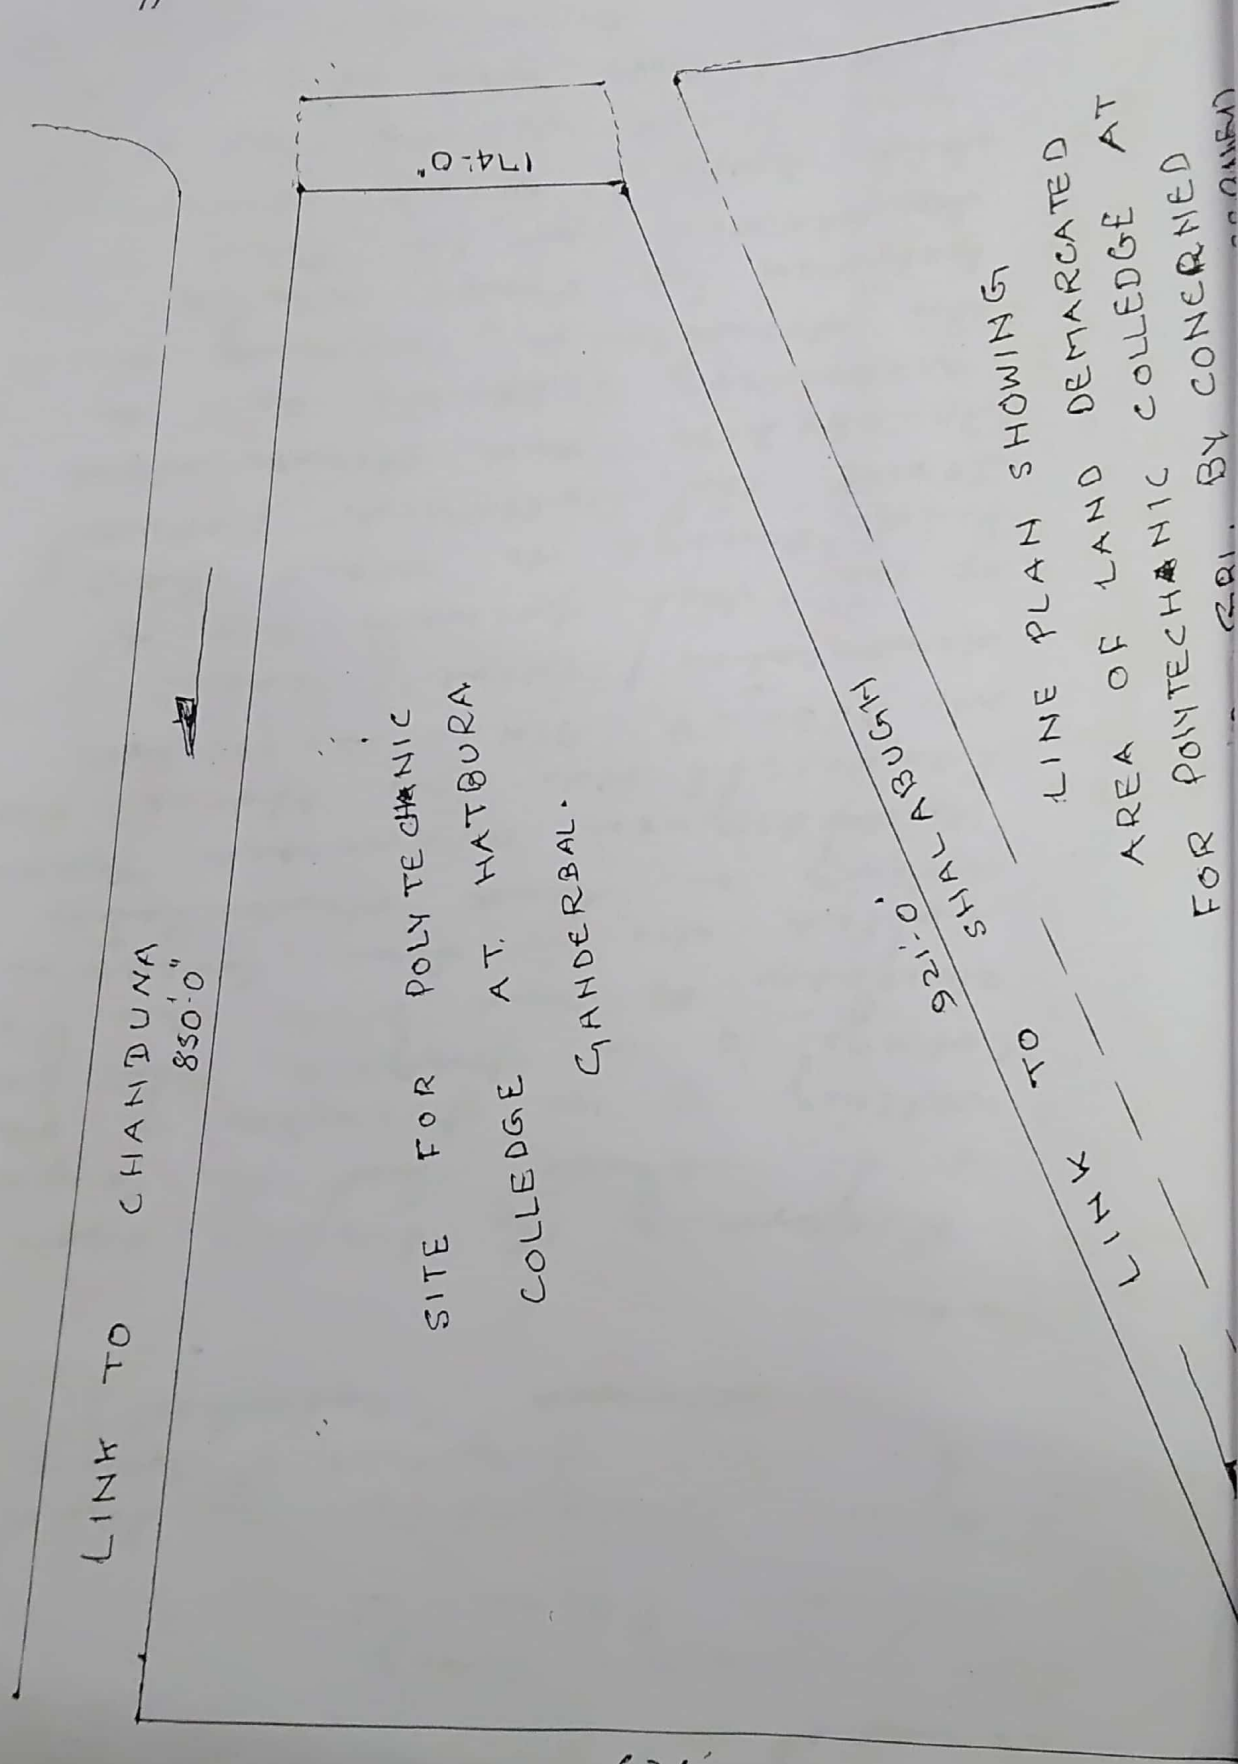 LINK TO CHANDUNA
850'-0"
174'-0"
SITE FOR POLYTECHANIC
COLLEDGE AT. HATBURA
GANDERBAL.
921'-0"
LINK TO SHALABUGH
LINE PLAN SHOWING
AREA OF LAND DEMARCATED
FOR POLYTECHANIC COLLEDGE AT
BY CONERNED